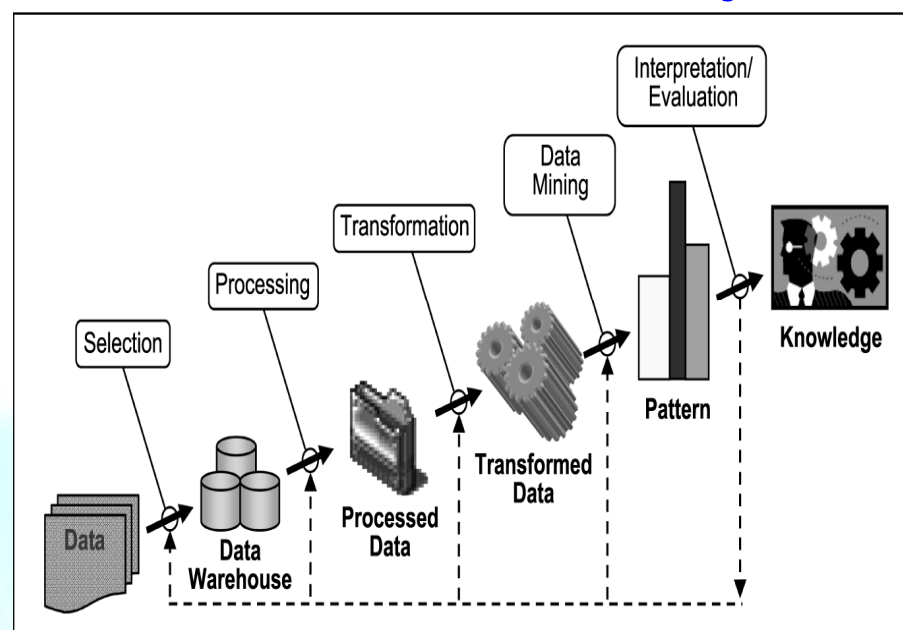 Interpretation/
Evaluation
Data
Mining
Transformation
Processing
Selection
Knowledge
Pattern
Transformed
Data
Processed
Data
Data
Warehouse
Data